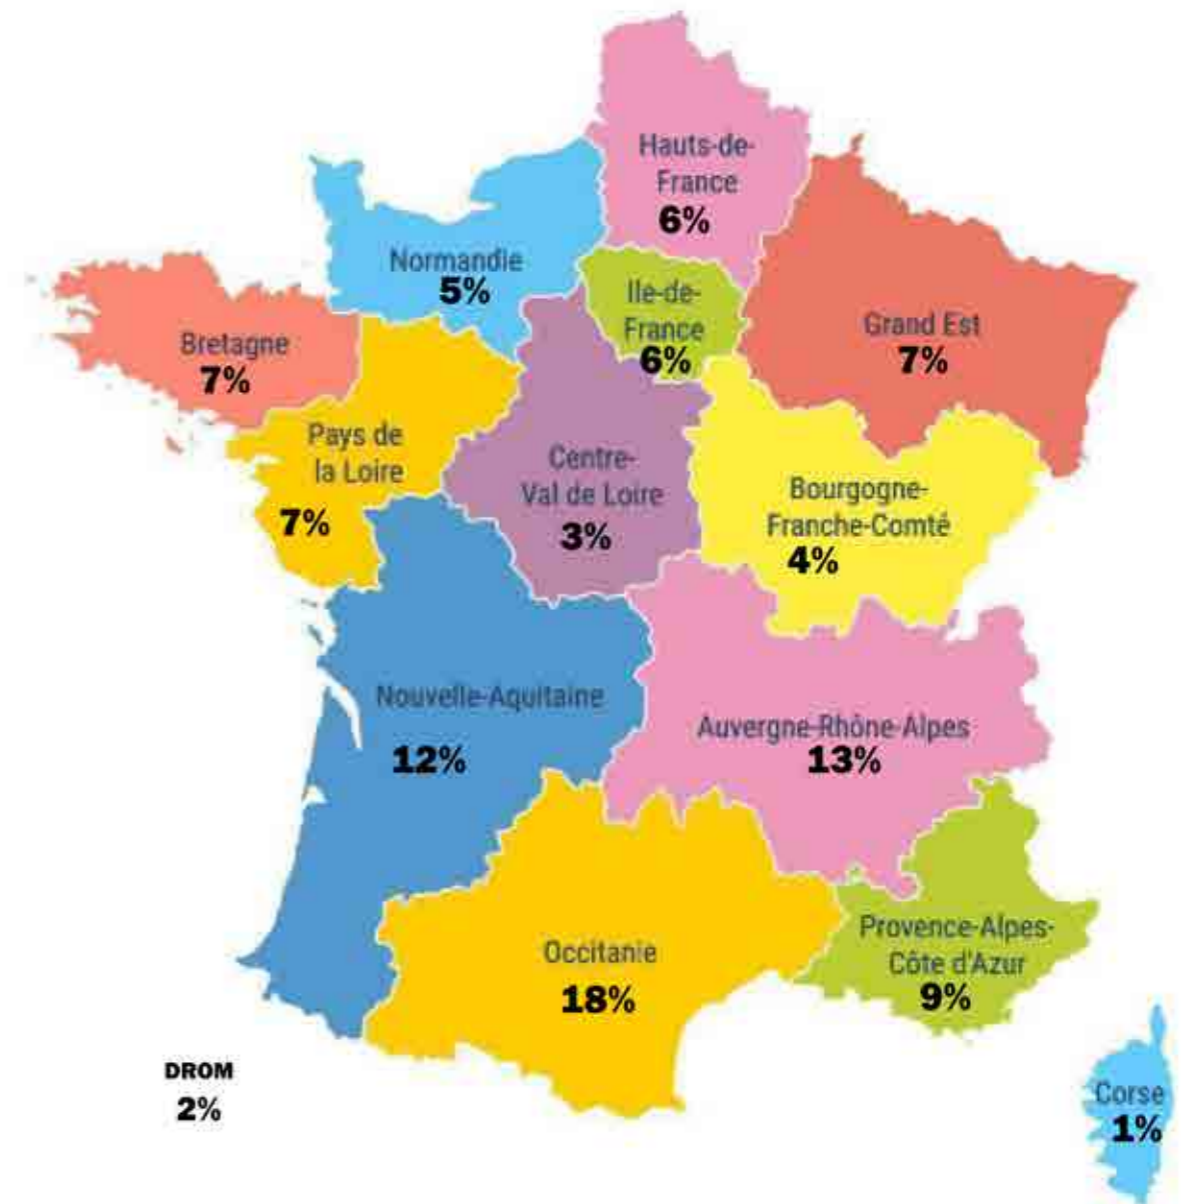 Hauts-de-
France
6%
Normandie
5%
Ile-de-
France
6%
Grand Est
7%
Bretagne
7%
Pays de
la Loire
7%
Centre-
Val de Loire
3%
Bourgogne-
Franche-Comté
4%
Nouvelle-Aquitaine
12%
Auvergne-Rhône-Alpes
13%
Occitanie
18%
Provence-Alpes-
Côte d'Azur
9%
DROM
2%
Corse
1%